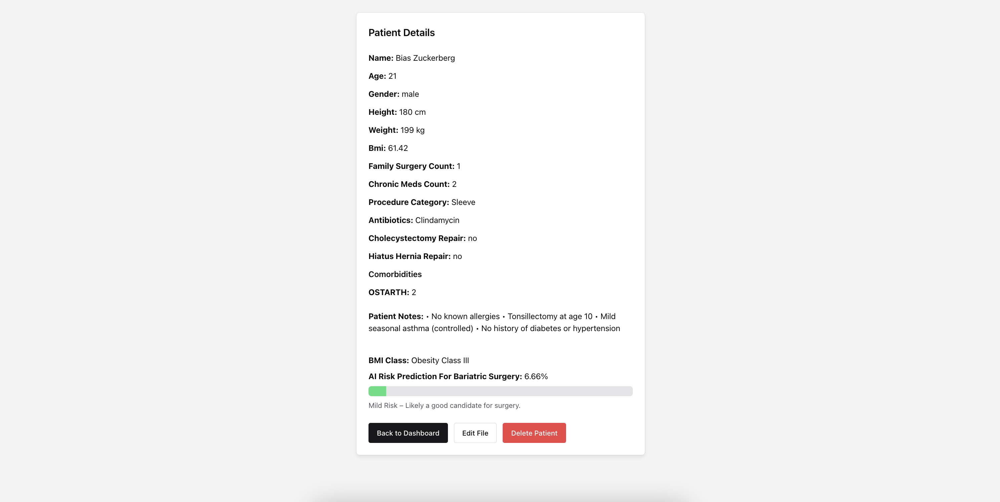 Patient Details
Name: Bias Zuckerberg
Age: 21
Gender: male
Height: 180 cm
Weight: 199 kg
Bmi: 61.42
Family Surgery Count: 1
Chronic Meds Count: 2
Procedure Category: Sleeve
Antibiotics: Clindamycin
Cholecystectomy Repair: no
Hiatus Hernia Repair: no
Comorbidities
OSTARTH: 2
Patient Notes: • No known allergies • Tonsillectomy at age 10 • Mild
seasonal asthma (controlled) • No history of diabetes or hypertension
BMI Class: Obesity Class III
AI Risk Prediction For Bariatric Surgery: 6.66%
Mild Risk – Likely a good candidate for surgery.
Back to Dashboard Edit File Delete Patient